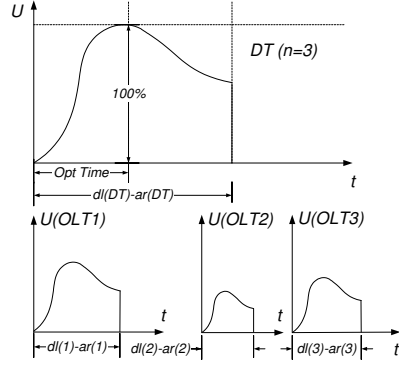 U
DT (n=3)
100%
Opt Time
t
dl(DT)-ar(DT)
U(OLT1)
U(OLT2)
U(OLT3)
t
t
t
dl(1)-ar(1)
dl(2)-ar(2)
dl(3)-ar(3)